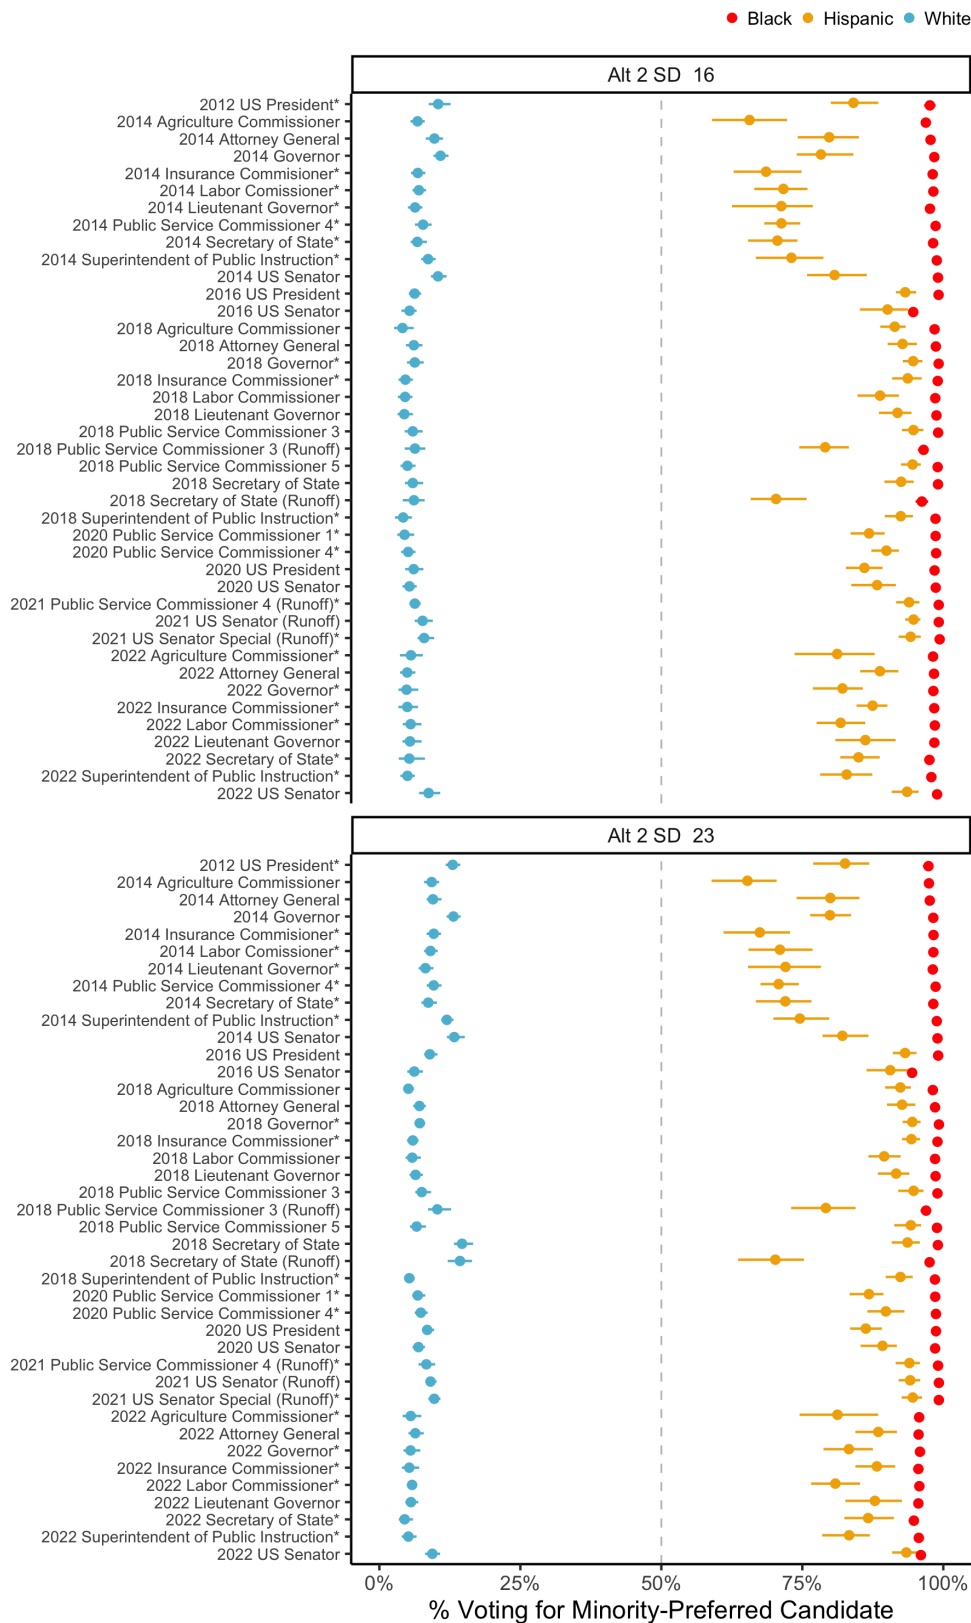 Black Hispanic White
Alt 2 SD 16
2012 US President*
2014 Agriculture Commissioner
2014 Attorney General
2014 Governor
2014 Insurance Commisioner*
2014 Labor Comissioner*
2014 Lieutenant Governor*
2014 Public Service Commissioner 4*
2014 Secretary of State*
2014 Superintendent of Public Instruction*
2014 US Senator
2016 US President
2016 US Senator
2018 Agriculture Commissioner
2018 Attorney General
2018 Governor*
2018 Insurance Commissioner*
2018 Labor Commissioner
2018 Lieutenant Governor
2018 Public Service Commissioner 3
2018 Public Service Commissioner 3 (Runoff)
2018 Public Service Commissioner 5
2018 Secretary of State
2018 Secretary of State (Runoff)
2018 Superintendent of Public Instruction*
2020 Public Service Commissioner 1*
2020 Public Service Commissioner 4*
2020 US President
2020 US Senator
2021 Public Service Commissioner 4 (Runoff)*
2021 US Senator (Runoff)
2021 US Senator Special (Runoff)*
2022 Agriculture Commissioner*
2022 Attorney General
2022 Governor*
2022 Insurance Commissioner*
2022 Labor Commissioner*
2022 Lieutenant Governor
2022 Secretary of State*
2022 Superintendent of Public Instruction*
2022 US Senator
Alt 2 SD 23
2012 US President*
2014 Agriculture Commissioner
2014 Attorney General
2014 Governor
2014 Insurance Commisioner*
2014 Labor Comissioner*
2014 Lieutenant Governor*
2014 Public Service Commissioner 4*
2014 Secretary of State*
2014 Superintendent of Public Instruction*
2014 US Senator
2016 US President
2016 US Senator
2018 Agriculture Commissioner
2018 Attorney General
2018 Governor*
2018 Insurance Commissioner*
2018 Labor Commissioner
2018 Lieutenant Governor
2018 Public Service Commissioner 3
2018 Public Service Commissioner 3 (Runoff)
2018 Public Service Commissioner 5
2018 Secretary of State
2018 Secretary of State (Runoff)
2018 Superintendent of Public Instruction*
2020 Public Service Commissioner 1*
2020 Public Service Commissioner 4*
2020 US President
2020 US Senator
2021 Public Service Commissioner 4 (Runoff)*
2021 US Senator (Runoff)
2021 US Senator Special (Runoff)*
2022 Agriculture Commissioner*
2022 Attorney General
2022 Governor*
2022 Insurance Commissioner*
2022 Labor Commissioner*
2022 Lieutenant Governor
2022 Secretary of State*
2022 Superintendent of Public Instruction*
2022 US Senator
0% 25% 50% 75% 100%
% Voting for Minority-Preferred Candidate